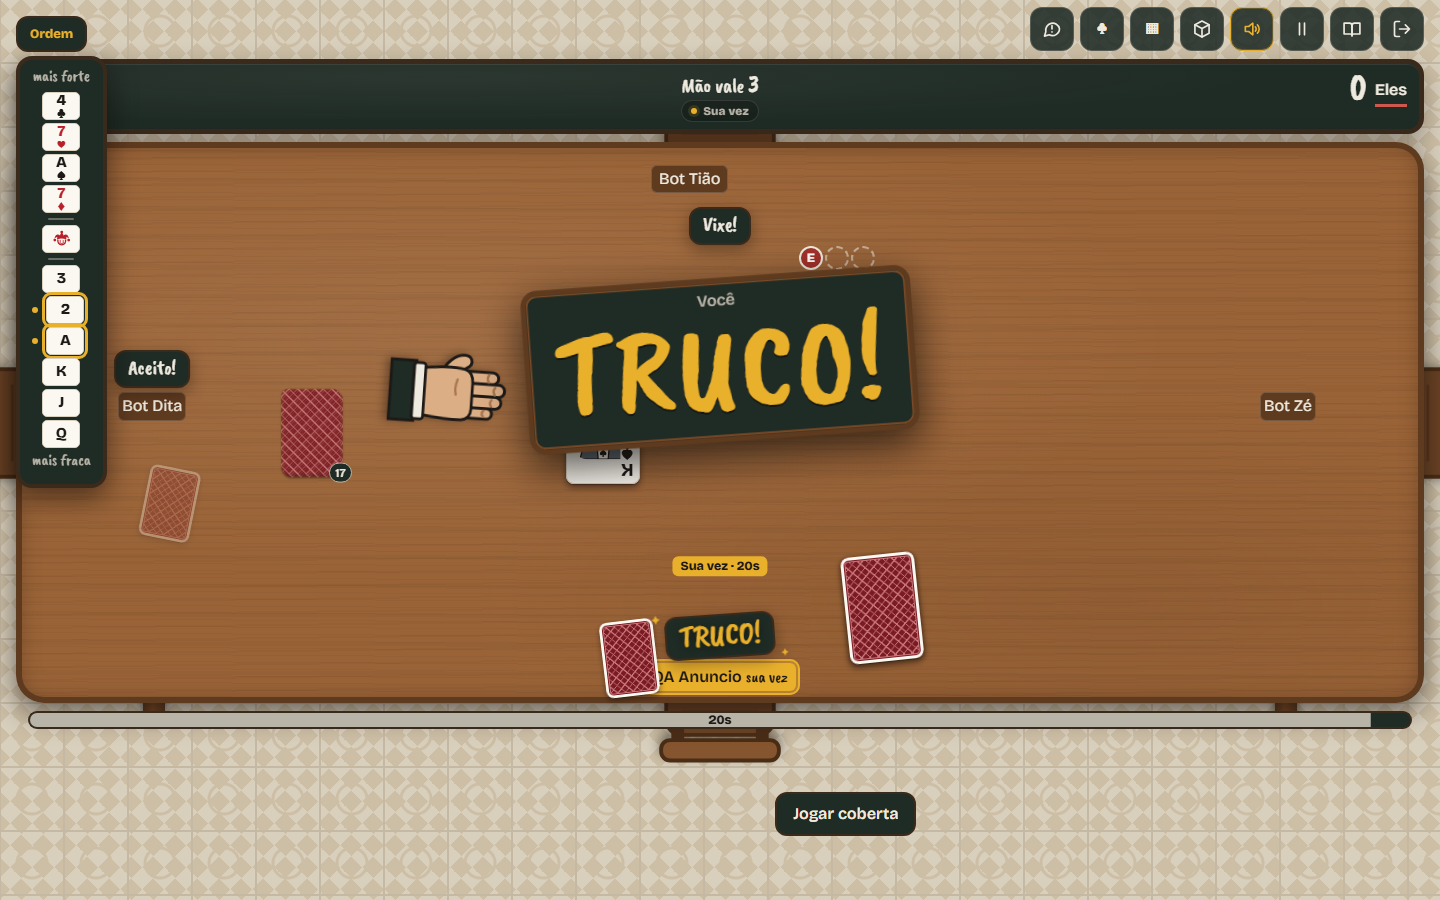 Ordem
mais forte
4
7
A
7
3
2
A
K
J
Q
mais fraca
Mão vale 3
Sua vez
0 Eles
Bot Tião
Vixe!
E
Você
TRUCO!
Aceito!
Bot Dita
Bot Zé
17
K
Sua vez · 20s
TRUCO!
QA Anuncio sua vez
20s
Jogar coberta